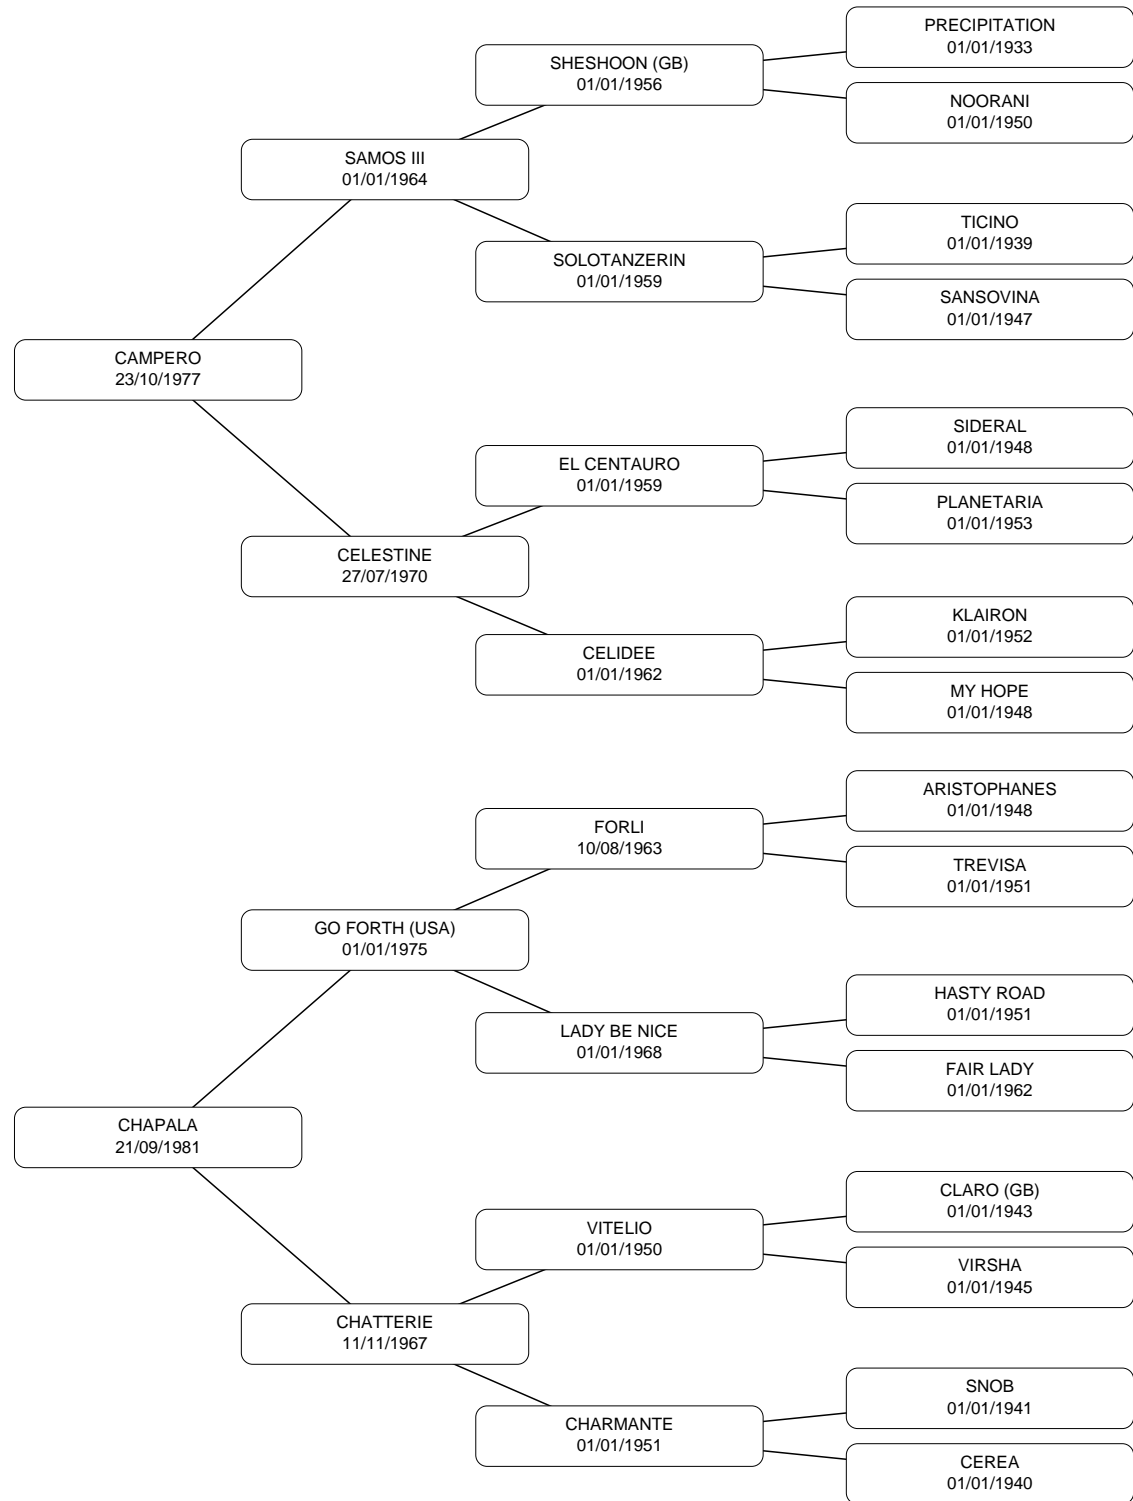 PRECIPITATION
01/01/1933
SHESHOON (GB)
01/01/1956
NOORANI
01/01/1950
SAMOS III
01/01/1964
TICINO
01/01/1939
SOLOTANZERIN
01/01/1959
SANSOVINA
01/01/1947
CAMPERO
23/10/1977
SIDERAL
01/01/1948
EL CENTAURO
01/01/1959
PLANETARIA
01/01/1953
CELESTINE
27/07/1970
KLAIRON
01/01/1952
CELIDEE
01/01/1962
MY HOPE
01/01/1948
ARISTOPHANES
01/01/1948
FORLI
10/08/1963
TREVISA
01/01/1951
GO FORTH (USA)
01/01/1975
HASTY ROAD
01/01/1951
LADY BE NICE
01/01/1968
FAIR LADY
01/01/1962
CHAPALA
21/09/1981
CLARO (GB)
01/01/1943
VITELIO
01/01/1950
VIRSHA
01/01/1945
CHATTERIE
11/11/1967
SNOB
01/01/1941
CHARMANTE
01/01/1951
CEREA
01/01/1940